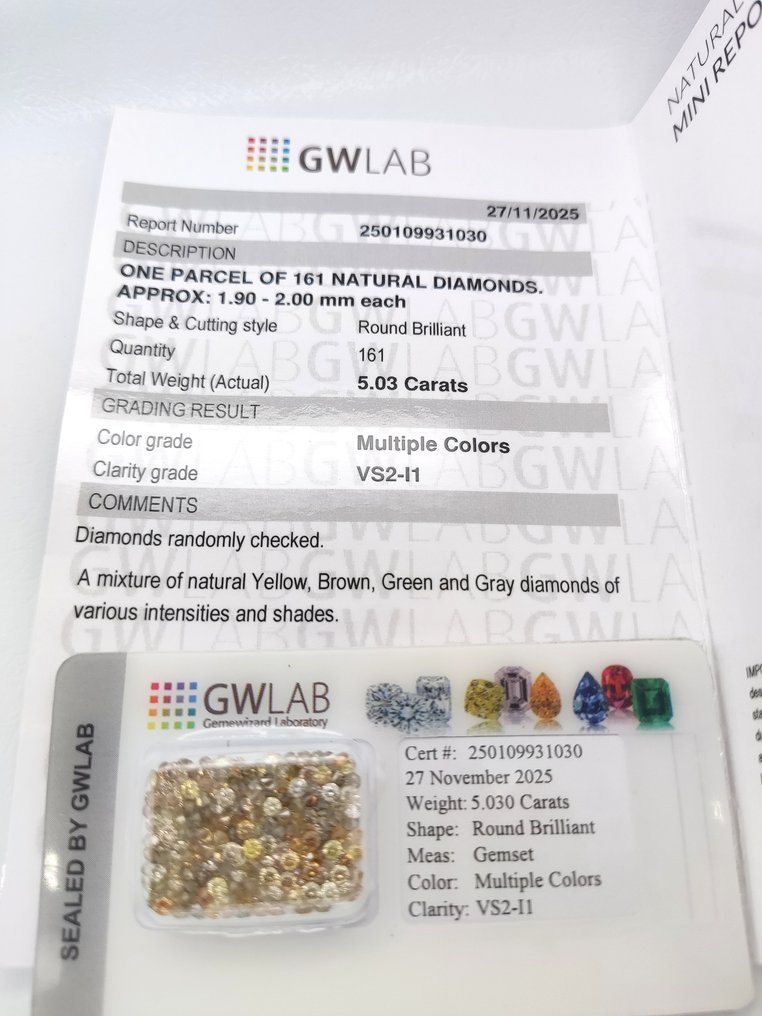 NATURAL
MINI REPO
GWLAB
27/11/2025
Report Number 250109931030
DESCRIPTION
ONE PARCEL OF 161 NATURAL DIAMONDS.
APPROX: 1.90 - 2.00 mm each
Shape & Cutting style Round Brilliant
Quantity 161
Total Weight (Actual) 5.03 Carats
GRADING RESULT
Color grade Multiple Colors
Clarity grade VS2-I1
COMMENTS
Diamonds randomly checked.
A mixture of natural Yellow, Brown, Green and Gray diamonds of
various intensities and shades.
SEALED BY GWLAB
GWLAB
Gemewizard Laboratory
Cert #: 250109931030
27 November 2025
Weight: 5.030 Carats
Shape: Round Brilliant
Meas: Gemset
Color: Multiple Colors
Clarity: VS2-I1